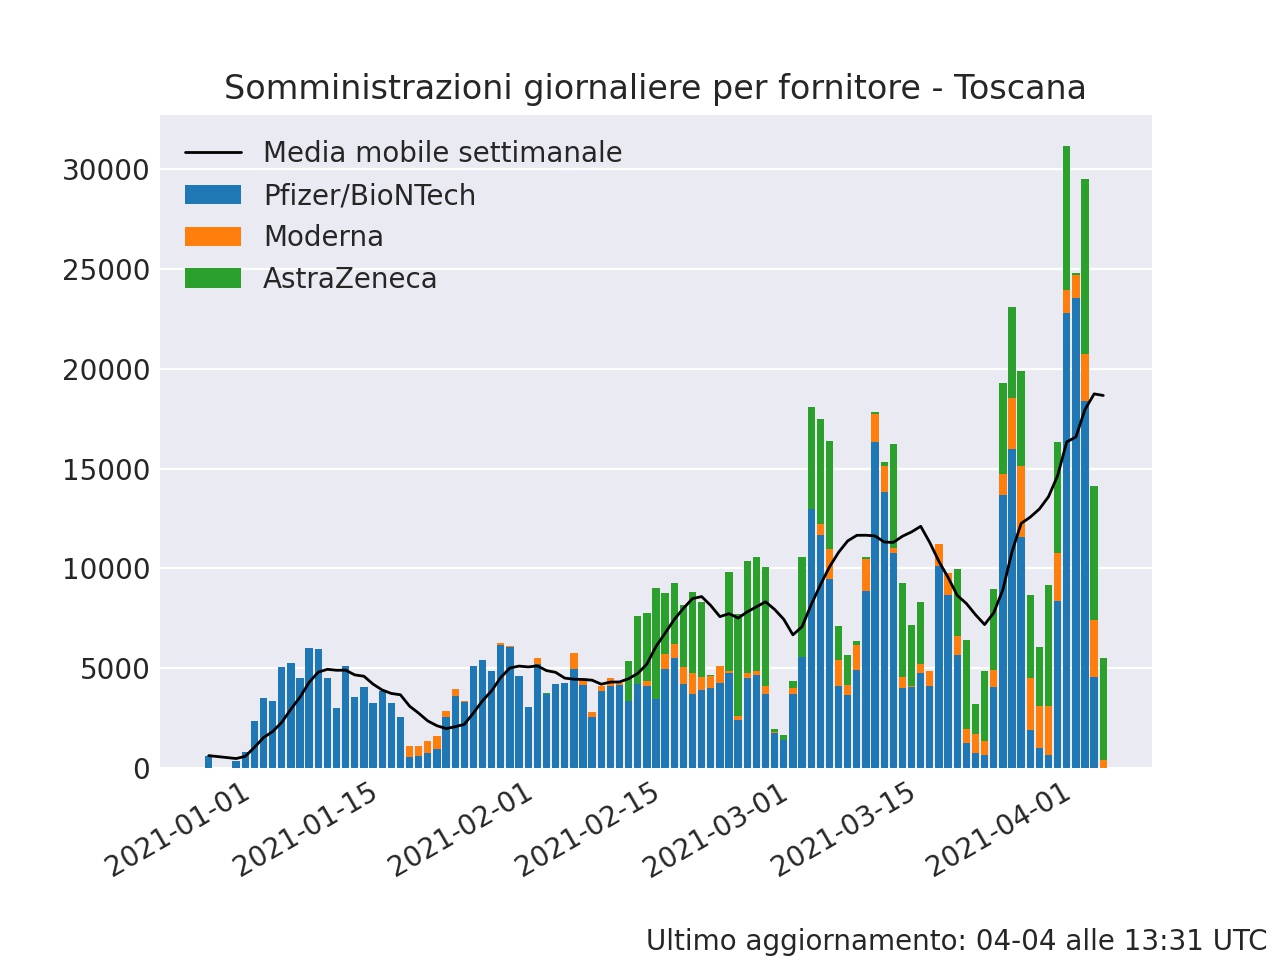 Somministrazioni giornaliere per fornitore - Toscana
Media mobile settimanale
Pfizer/BioNTech
Moderna
AstraZeneca
30000
25000
20000
15000
10000
5000
0
2021-01-01
2021-01-15
2021-02-01
2021-02-15
2021-03-01
2021-03-15
2021-04-01
Ultimo aggiornamento: 04-04 alle 13:31 UTC